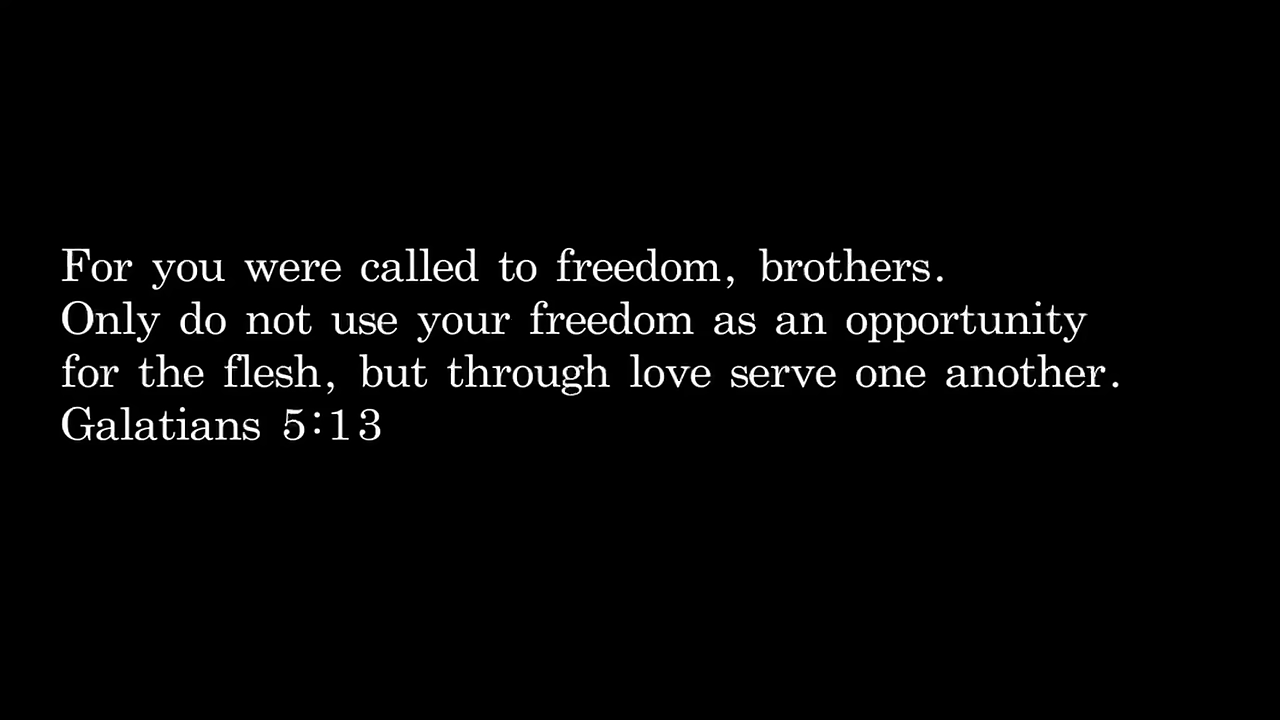 For you were called to freedom, brothers.
Only do not use your freedom as an opportunity
for the flesh, but through love serve one another.
Galatians 5:13